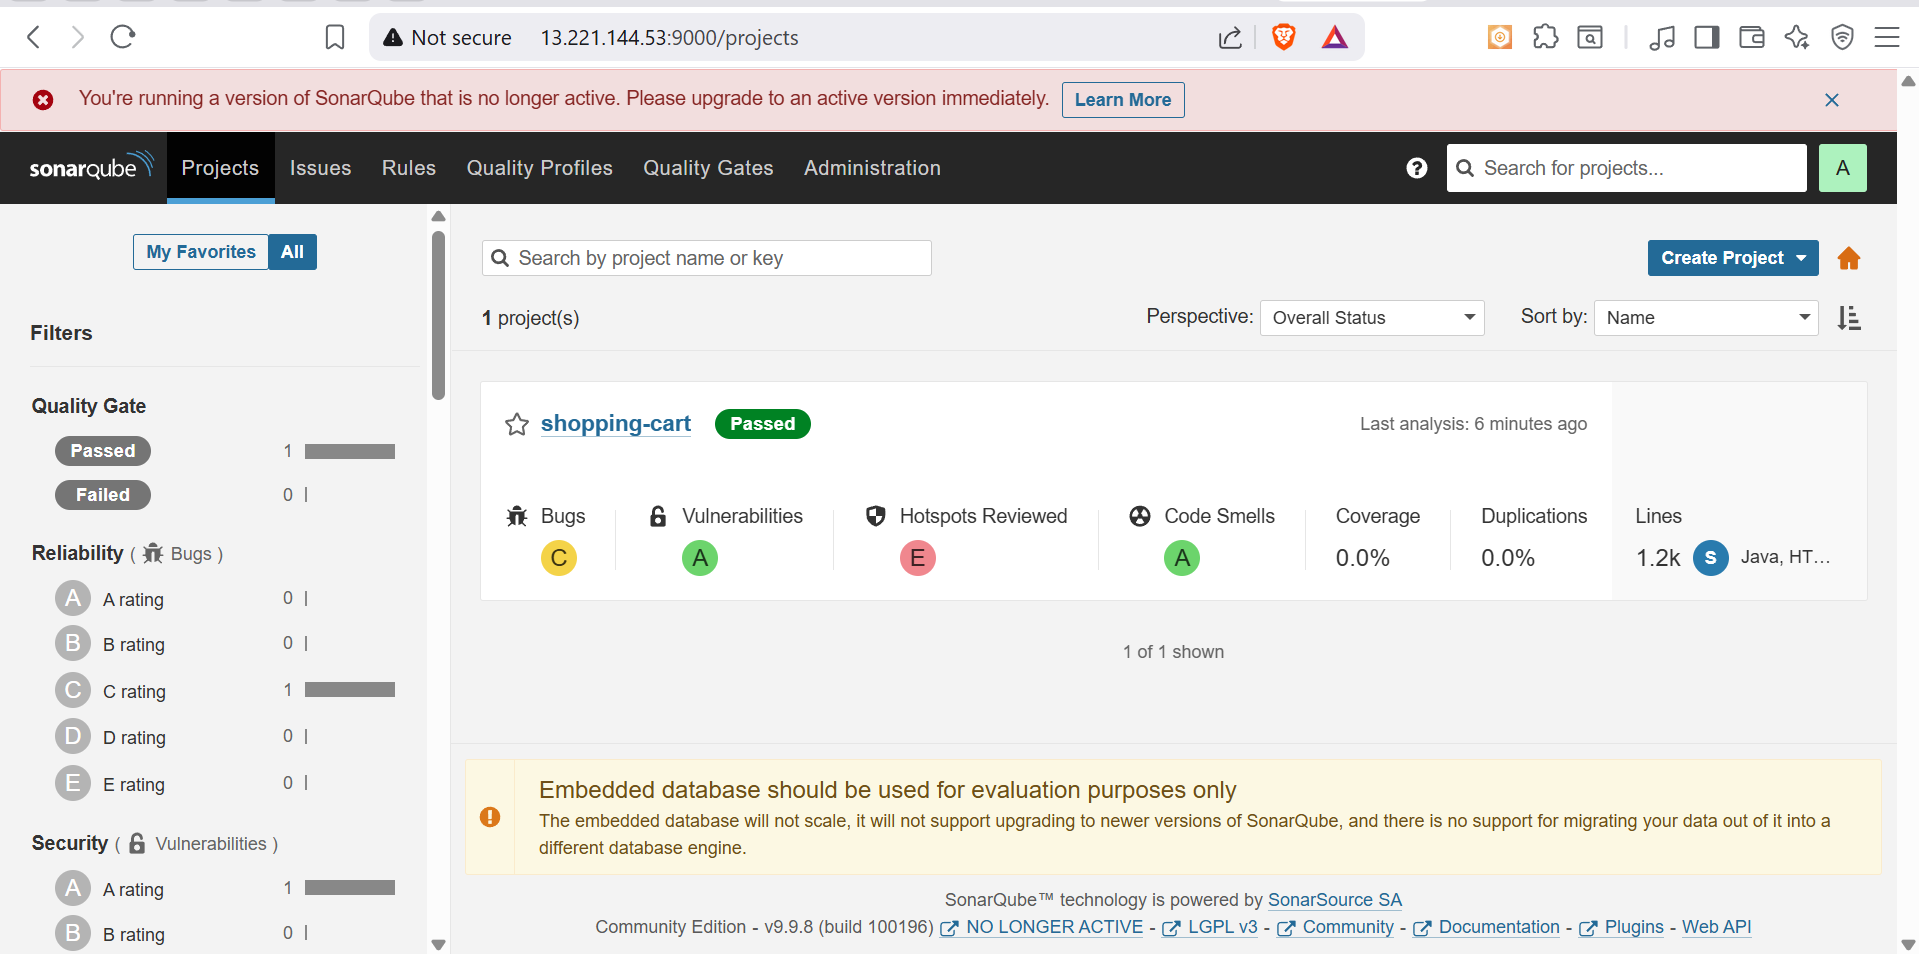 Not secure 13.221.144.53:9000/projects
You're running a version of SonarQube that is no longer active. Please upgrade to an active version immediately. Learn More
sonarqube Projects Issues Rules Quality Profiles Quality Gates Administration Search for projects... A
My Favorites All
Search by project name or key
Create Project
1 project(s)
Perspective: Overall Status Sort by: Name
Filters
Quality Gate
Passed 1
Failed 0
Reliability ( Bugs )
A A rating 0
B B rating 0
C C rating 1
D D rating 0
E E rating 0
Security ( Vulnerabilities )
A A rating 1
B B rating 0
shopping-cart Passed Last analysis: 6 minutes ago
Bugs Vulnerabilities Hotspots Reviewed Code Smells Coverage Duplications Lines
C A E A 0.0% 0.0% 1.2k S Java, HT...
1 of 1 shown
Embedded database should be used for evaluation purposes only
The embedded database will not scale, it will not support upgrading to newer versions of SonarQube, and there is no support for migrating your data out of it into a
different database engine.
SonarQube™ technology is powered by SonarSource SA
Community Edition - v9.9.8 (build 100196) NO LONGER ACTIVE - LGPL v3 - Community - Documentation - Plugins - Web API